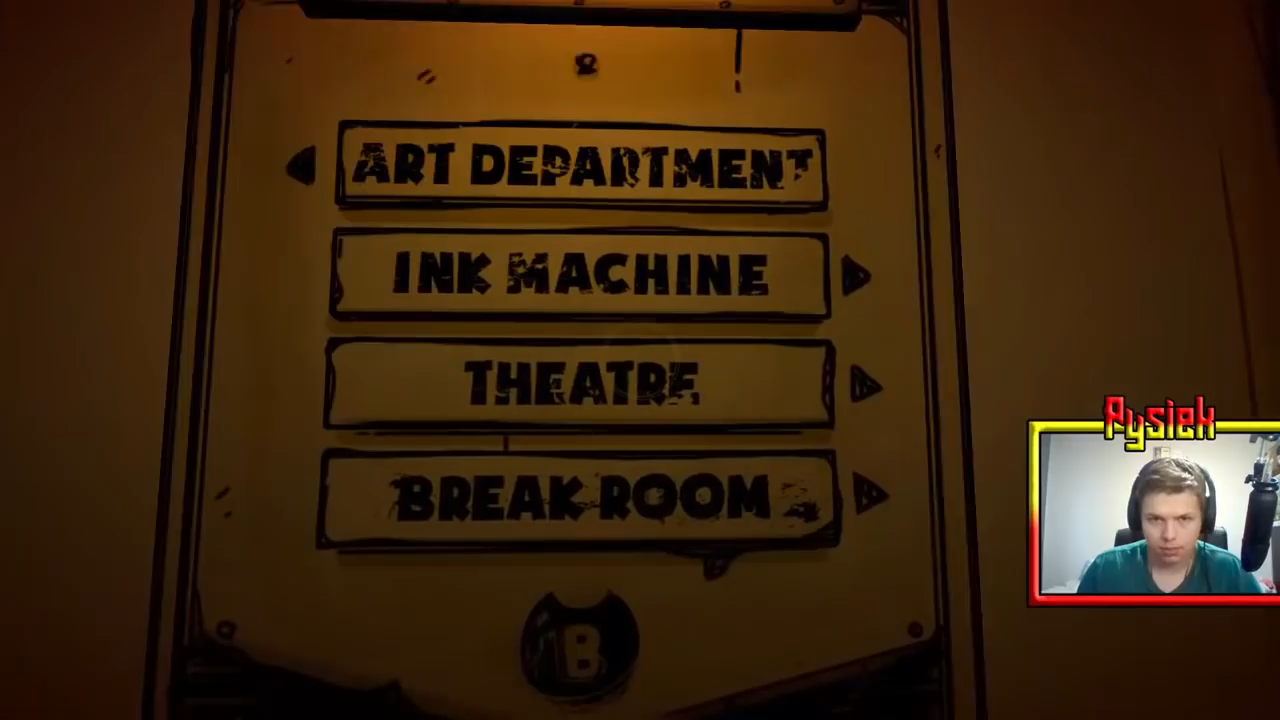 ART DEPARTMENT
INK MACHINE
THEATRE
Pysiek
BREAK ROOM
B